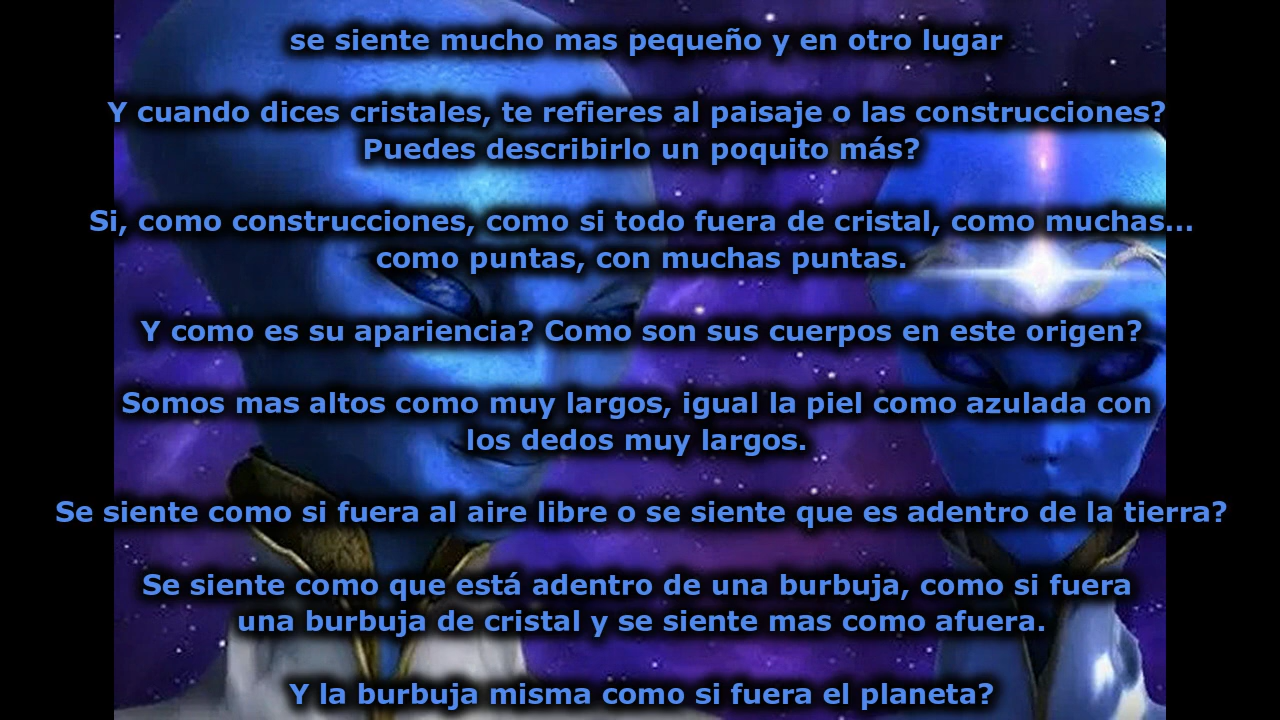 se siente mucho mas pequeño y en otro lugar
Y cuando dices cristales, te refieres al paisaje o las construcciones?
Puedes describirlo un poquito más?
Si, como construcciones, como si todo fuera de cristal, como muchas...
como puntas, con muchas puntas.
Y como es su apariencia? Como son sus cuerpos en este origen?
Somos mas altos como muy largos, igual la piel como azulada con
los dedos muy largos.
Se siente como si fuera al aire libre o se siente que es adentro de la tierra?
Se siente como que está adentro de una burbuja, como si fuera
una burbuja de cristal y se siente mas como afuera.
Y la burbuja misma como si fuera el planeta?